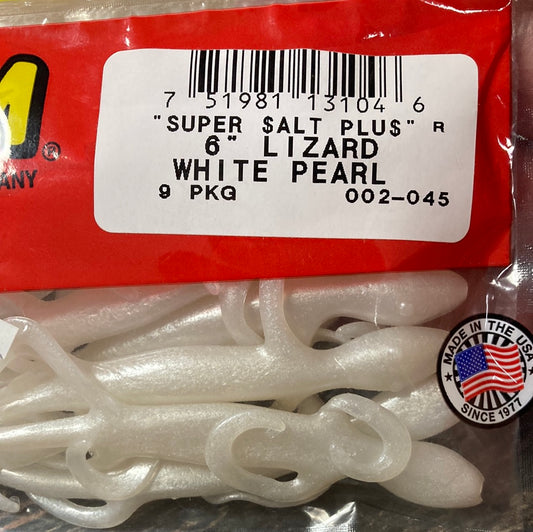 7 51981 13104 6
"SUPER $ALT PLU$" R
6" LIZARD
WHITE PEARL
9 PKG 002-045
M®
ANY
MADE IN THE USA
SINCE 1977